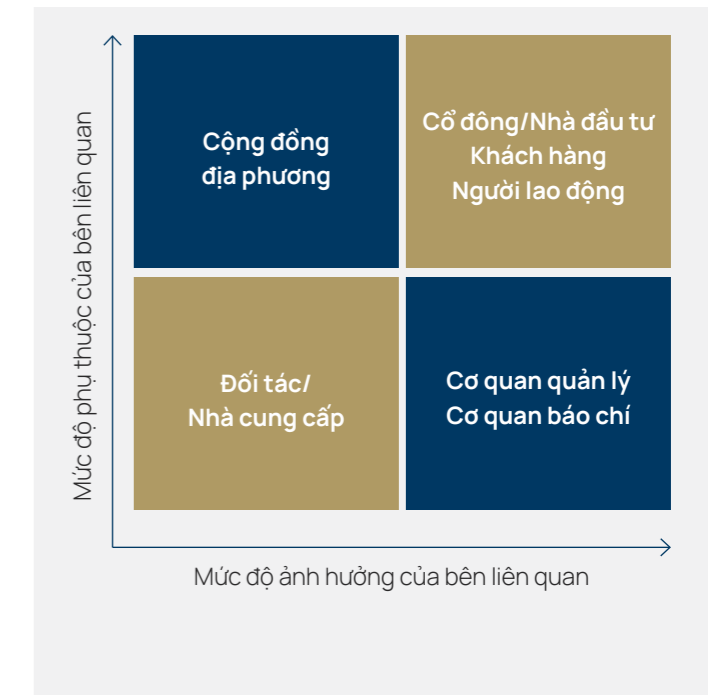 Mức độ phụ thuộc của bên liên quan
Cộng đồng
địa phương
Cổ đông/Nhà đầu tư
Khách hàng
Người lao động
Đối tác/
Nhà cung cấp
Cơ quan quản lý
Cơ quan báo chí
Mức độ ảnh hưởng của bên liên quan